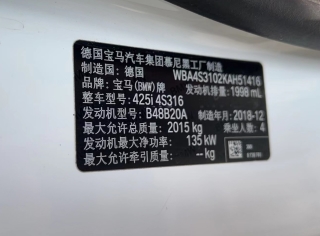 德国宝马汽车集团慕尼黑工厂制造
制造国：德国 WBA4S3102KAH51416
品牌：宝马(BMW)牌 发动机排量：1998 mL
整车型号：425i 4S316
发动机型号：B48B20A 制造年月：2018-12
最大允许总质量：2015 kg 乘坐人数：4
发动机最大净功率：135 kW
最大允许牵引质量：-- kg